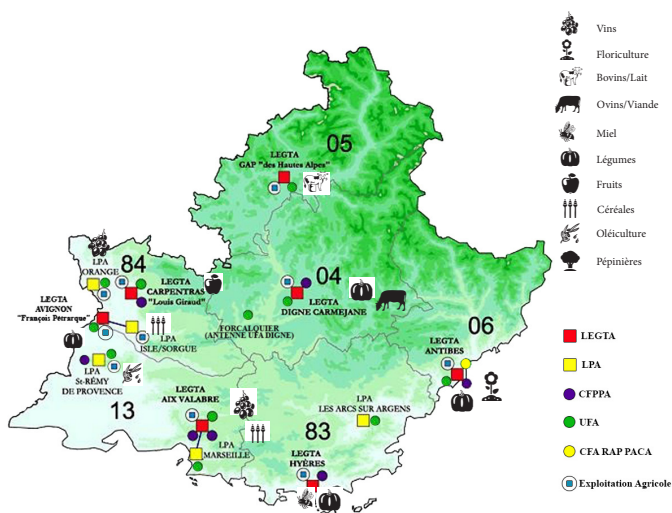 Vins
Floriculture
Bovins/Lait
Ovins/Viande
Miel
Légumes
Fruits
Céréales
Oléiculture
Pépinières
LEGTA
LPA
CFPPA
UFA
CFA RAP PACA
Exploitation Agricole
05
LEGTA
GAP "des Hautes Alpes"
84
LPA
ORANGE
LEGTA
CARPENTRAS
"Louis Giraud"
LEGTA
AVIGNON
"François Pétrarque"
LPA
ISLE/SORGUE
04
LEGTA
DIGNE CARMEJANE
FORCALQUIER
(ANTENNE UFA DIGNE)
06
LEGTA
ANTIBES
LPA
St-RÉMY
DE PROVENCE
13
LEGTA
AIX VALABRE
LPA
MARSEILLE
LPA
LES ARCS SUR ARGENS
83
LEGTA
HYÈRES